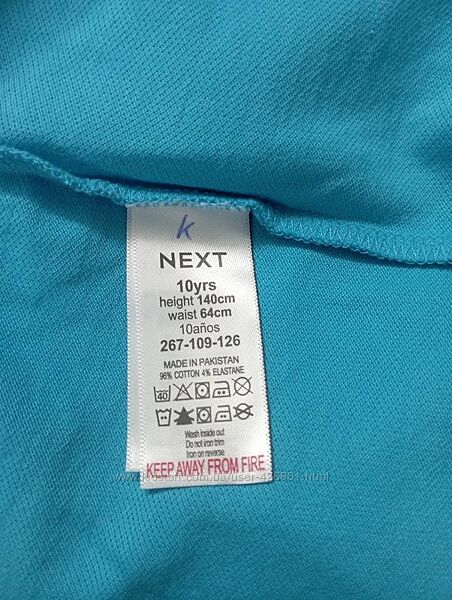 k
NEXT
10yrs
height 140cm
waist 64cm
10años
267-109-126
MADE IN PAKISTAN
96% COTTON 4% ELASTANE
40
Wash inside out
Do not iron trim
Iron on reverse
KEEP AWAY FROM FIRE